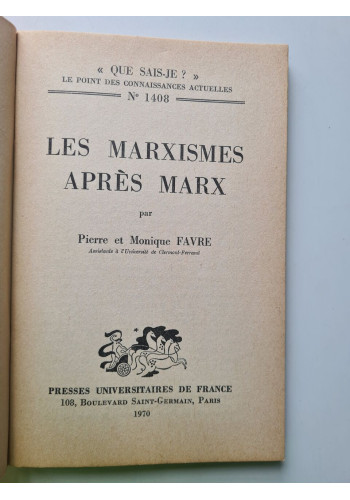 « QUE SAIS-JE ? »
LE POINT DES CONNAISSANCES ACTUELLES
N° 1408
LES MARXISMES
APRÈS MARX
par
Pierre et Monique FAVRE
Assistants à l'Université de Clermont-Ferrand
PRESSES UNIVERSITAIRES DE FRANCE
108, BOULEVARD SAINT-GERMAIN, PARIS
1970